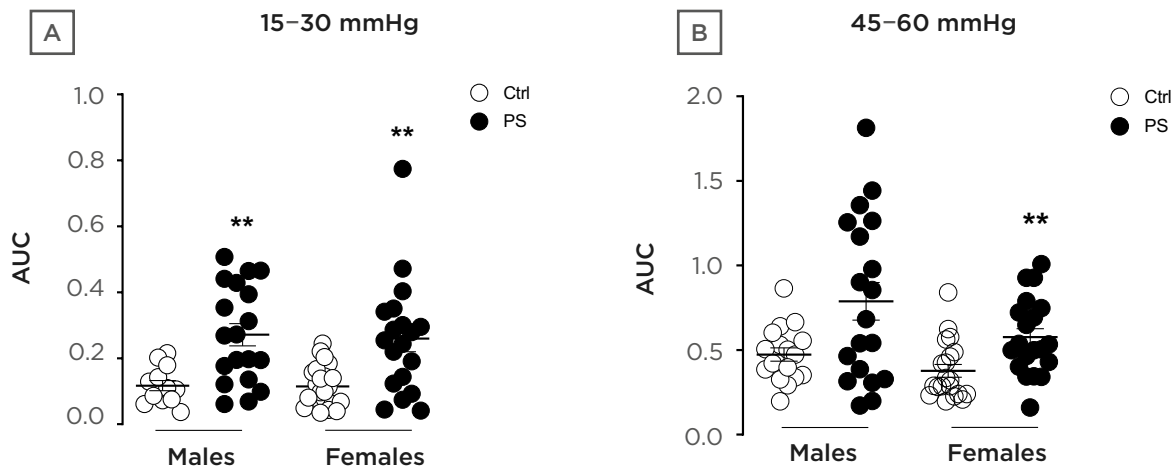 A
15–30 mmHg
1.0
0.8
0.6
0.4
0.2
0.0
AUC
Ctrl
PS
**
**
Males
Females
B
45–60 mmHg
2.0
1.5
1.0
0.5
0.0
AUC
Ctrl
PS
**
Males
Females